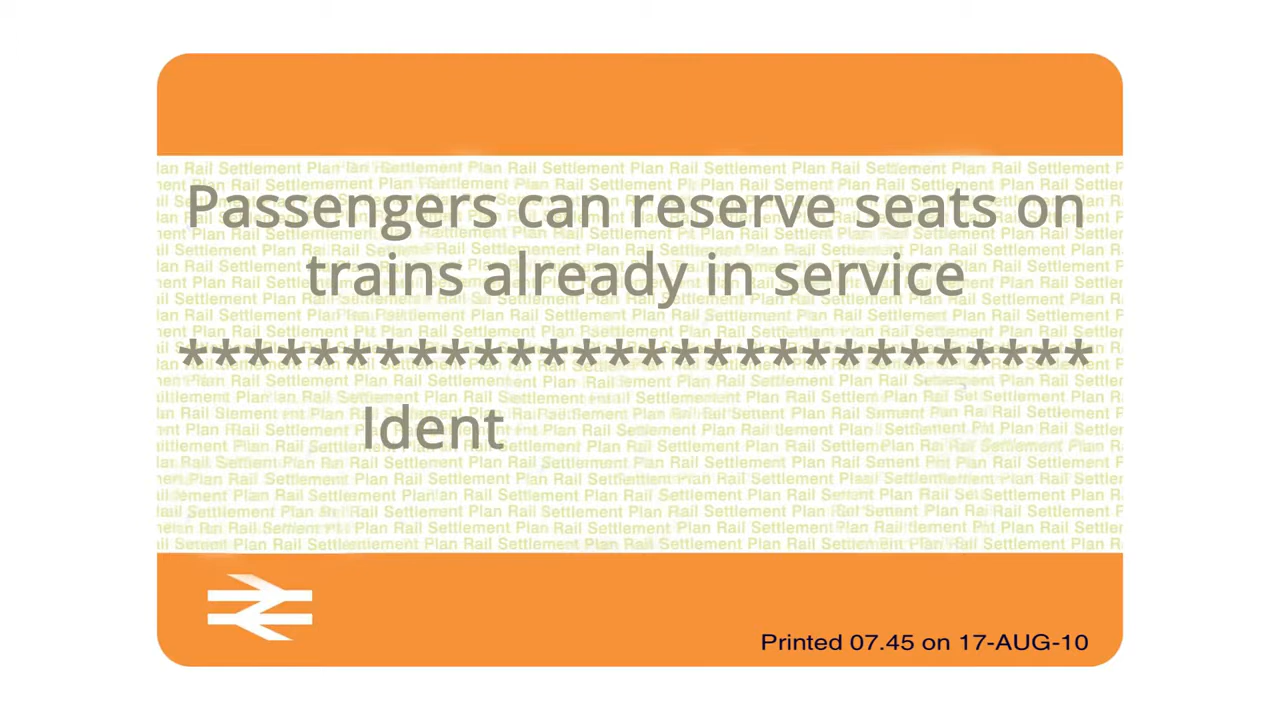 Passengers can reserve seats on
trains already in service
****************************
Ident
Printed 07.45 on 17-AUG-10